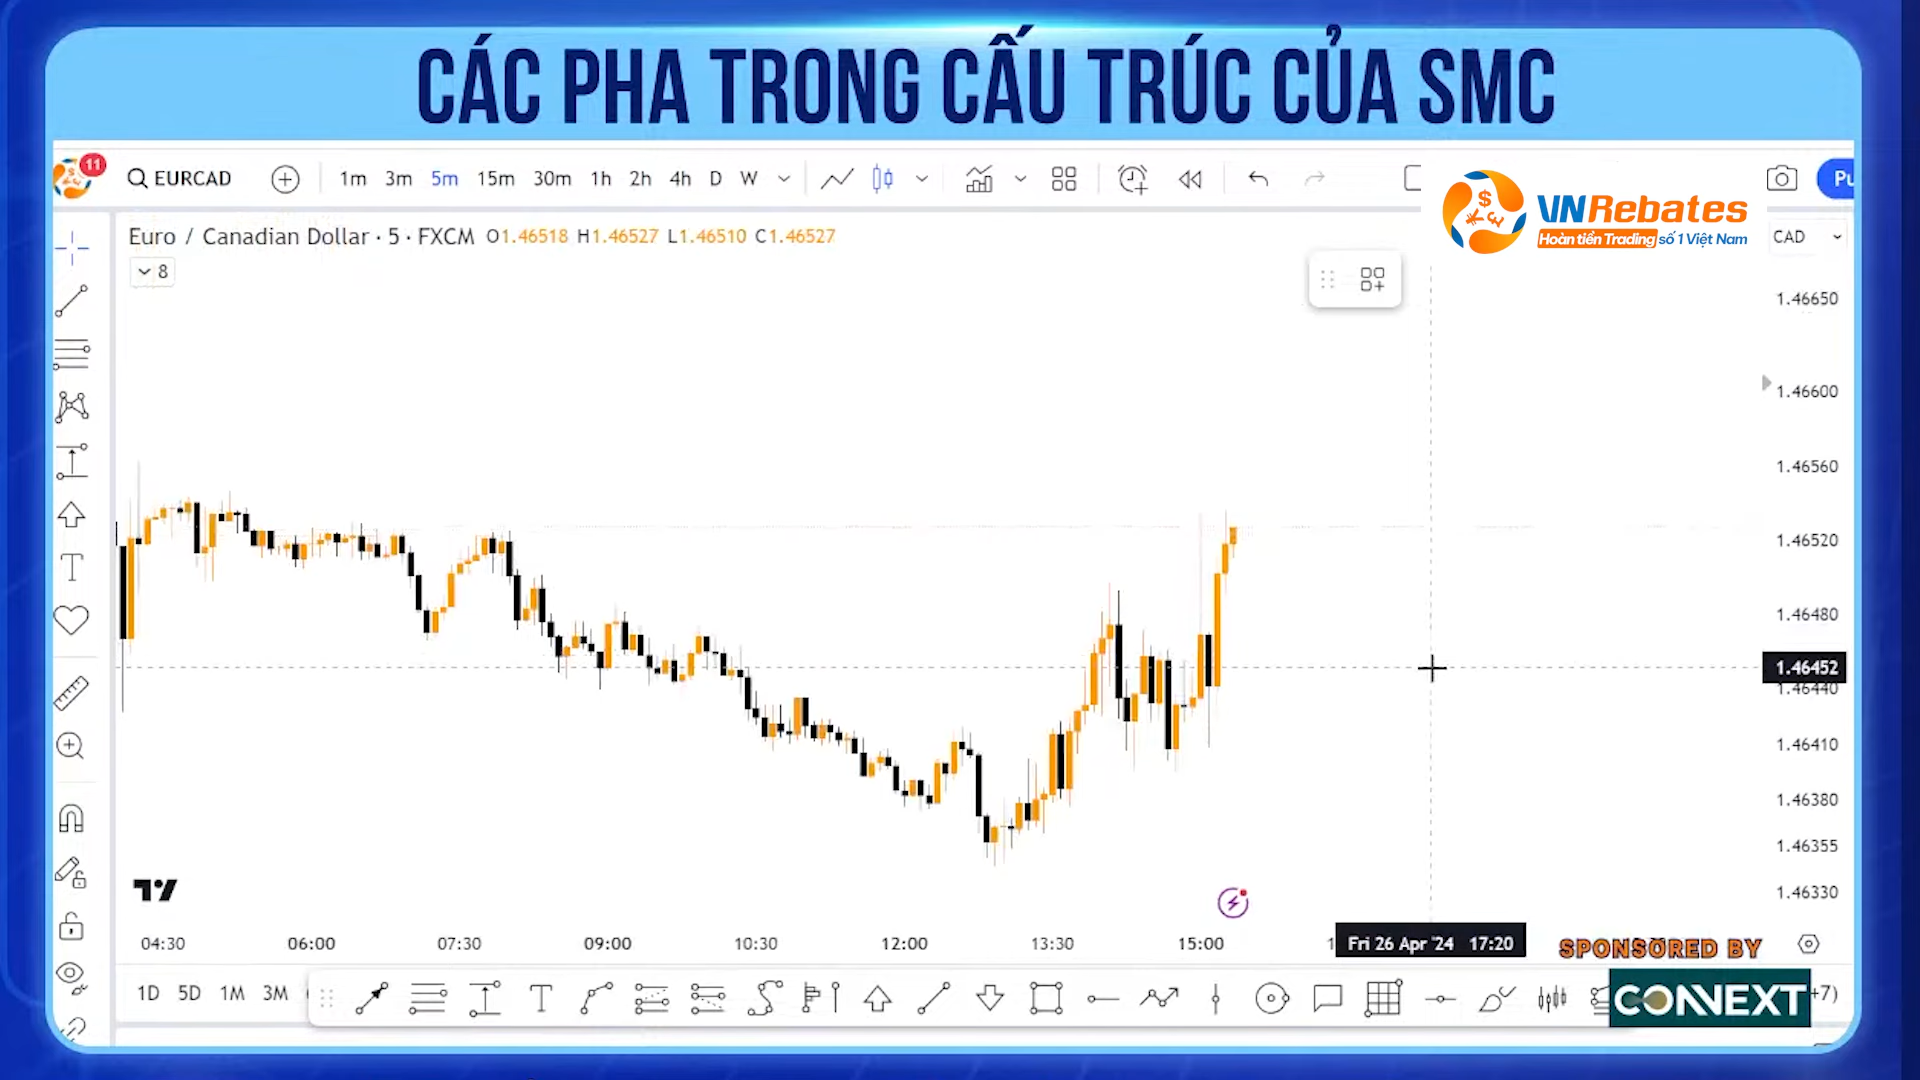 CÁC PHA TRONG CẤU TRÚC CỦA SMC
11
EURCAD
1m 3m 5m 15m 30m 1h 2h 4h D W
VNRebates
Hoàn tiền Trading số 1 Việt Nam
Euro / Canadian Dollar · 5 · FXCM O1.46518 H1.46527 L1.46510 C1.46527
CAD
8
1.46650
1.46600
1.46560
1.46520
1.46480
1.46452
1.46440
1.46410
1.46380
1.46355
1.46330
04:30 06:00 07:30 09:00 10:30 12:00 13:30 15:00 Fri 26 Apr '24 17:20
SPONSORED BY
1D 5D 1M 3M
CONNEXT
+7)